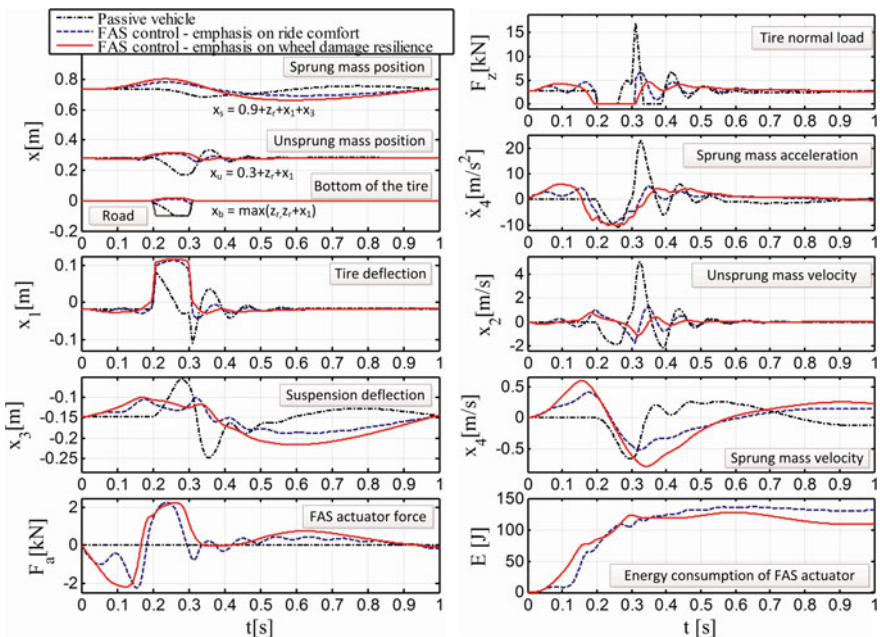 Passive vehicle
FAS control - emphasis on ride comfort
FAS control - emphasis on wheel damage resilience
Sprung mass position
x[m]
0.8
0.6
0.4
0.2
0
-0.2
xs = 0.9+zr+x1+x3
Unsprung mass position
xu = 0.3+zr+x1
Bottom of the tire
Road
xb = max(zr,zr+x1)
0 0.1 0.2 0.3 0.4 0.5 0.6 0.7 0.8 0.9 1
x1[m]
0.1
0
-0.1
Tire deflection
0 0.1 0.2 0.3 0.4 0.5 0.6 0.7 0.8 0.9 1
x3[m]
-0.1
-0.15
-0.2
-0.25
Suspension deflection
0 0.1 0.2 0.3 0.4 0.5 0.6 0.7 0.8 0.9 1
Fa[kN]
2
0
-2
FAS actuator force
0 0.1 0.2 0.3 0.4 0.5 0.6 0.7 0.8 0.9 1
t[s]
Fz[kN]
15
10
5
0
Tire normal load
0 0.1 0.2 0.3 0.4 0.5 0.6 0.7 0.8 0.9 1
ẋ4[m/s²]
20
10
0
-10
Sprung mass acceleration
0 0.1 0.2 0.3 0.4 0.5 0.6 0.7 0.8 0.9 1
x2[m/s]
4
2
0
-2
Unsprung mass velocity
0 0.1 0.2 0.3 0.4 0.5 0.6 0.7 0.8 0.9 1
x4[m/s]
0.5
0
-0.5
Sprung mass velocity
0 0.1 0.2 0.3 0.4 0.5 0.6 0.7 0.8 0.9 1
E [J]
150
100
50
0
Energy consumption of FAS actuator
0 0.1 0.2 0.3 0.4 0.5 0.6 0.7 0.8 0.9 1
t [s]